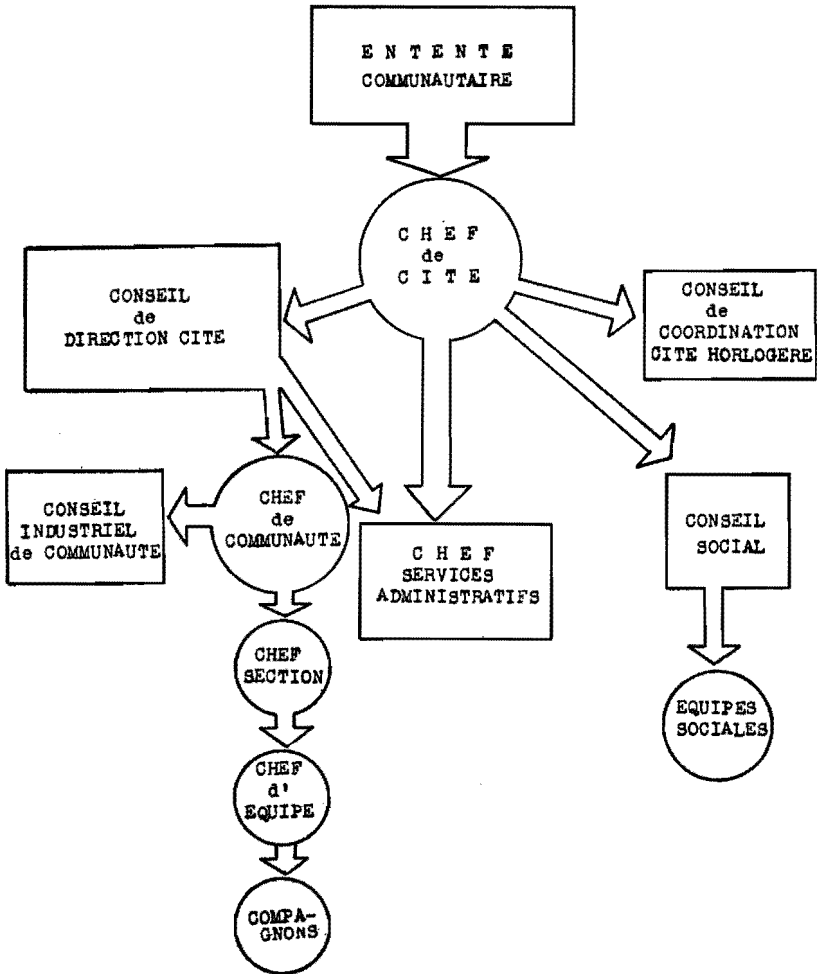 E N T E N T E
COMMUNAUTAIRE
C H E F
de
C I T E
CONSEIL
de
DIRECTION CITE
CONSEIL
de
COORDINATION
CITE HORLOGERE
CONSEIL
INDUSTRIEL
de COMMUNAUTE
CHEF
de
COMMUNAUTE
C H E F
SERVICES
ADMINISTRATIFS
CONSEIL
SOCIAL
CHEF
SECTION
EQUIPES
SOCIALES
CHEF
d'
EQUIPE
COMPA-
GNONS